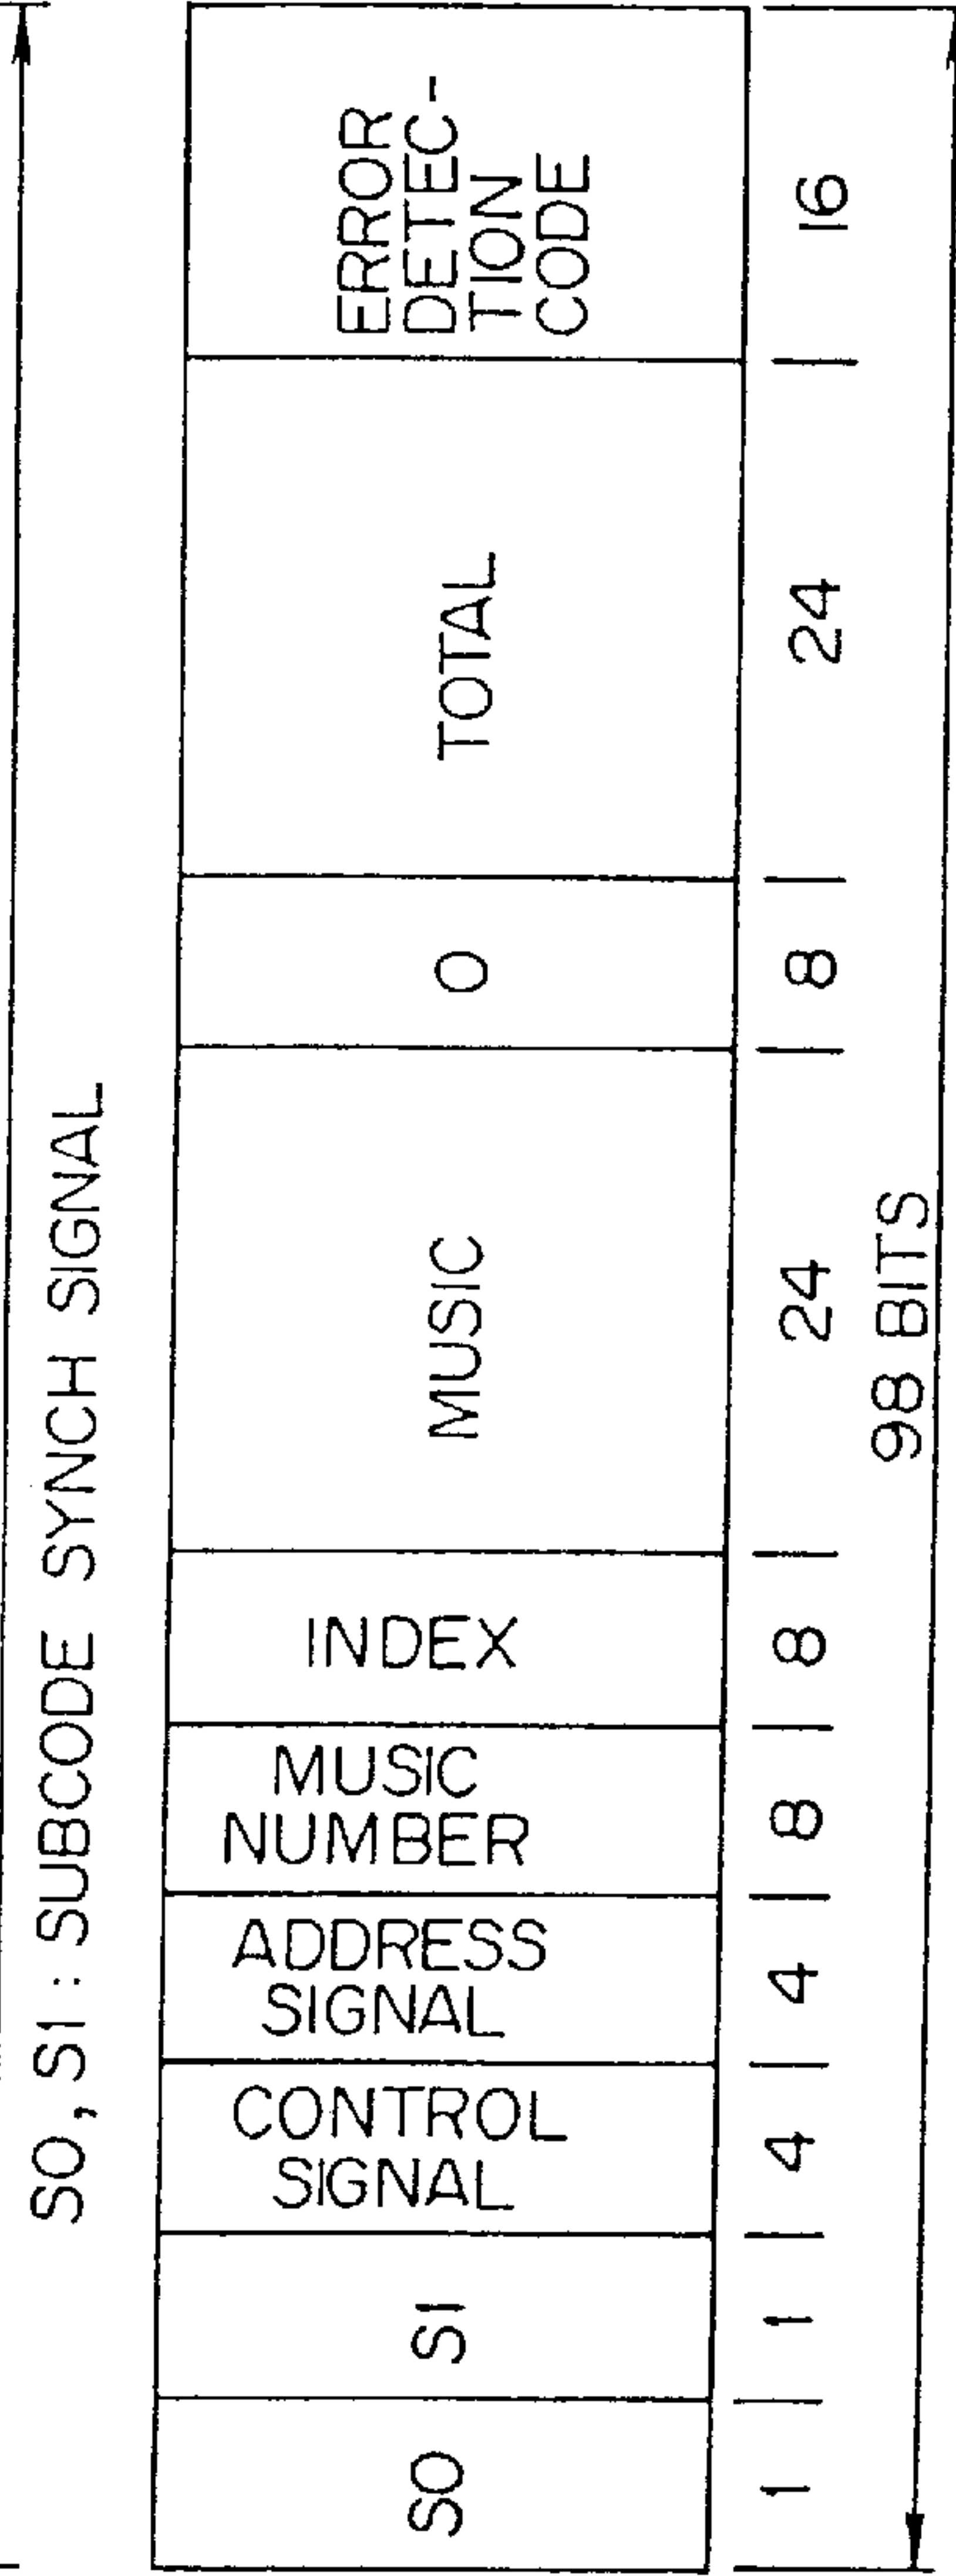 S0, S1 : SUBCODE SYNCH SIGNAL
S0
S1
CONTROL
SIGNAL
ADDRESS
SIGNAL
MUSIC
NUMBER
INDEX
MUSIC
0
TOTAL
ERROR
DETEC-
TION
CODE
1
1
4
4
8
8
24
8
24
16
98 BITS